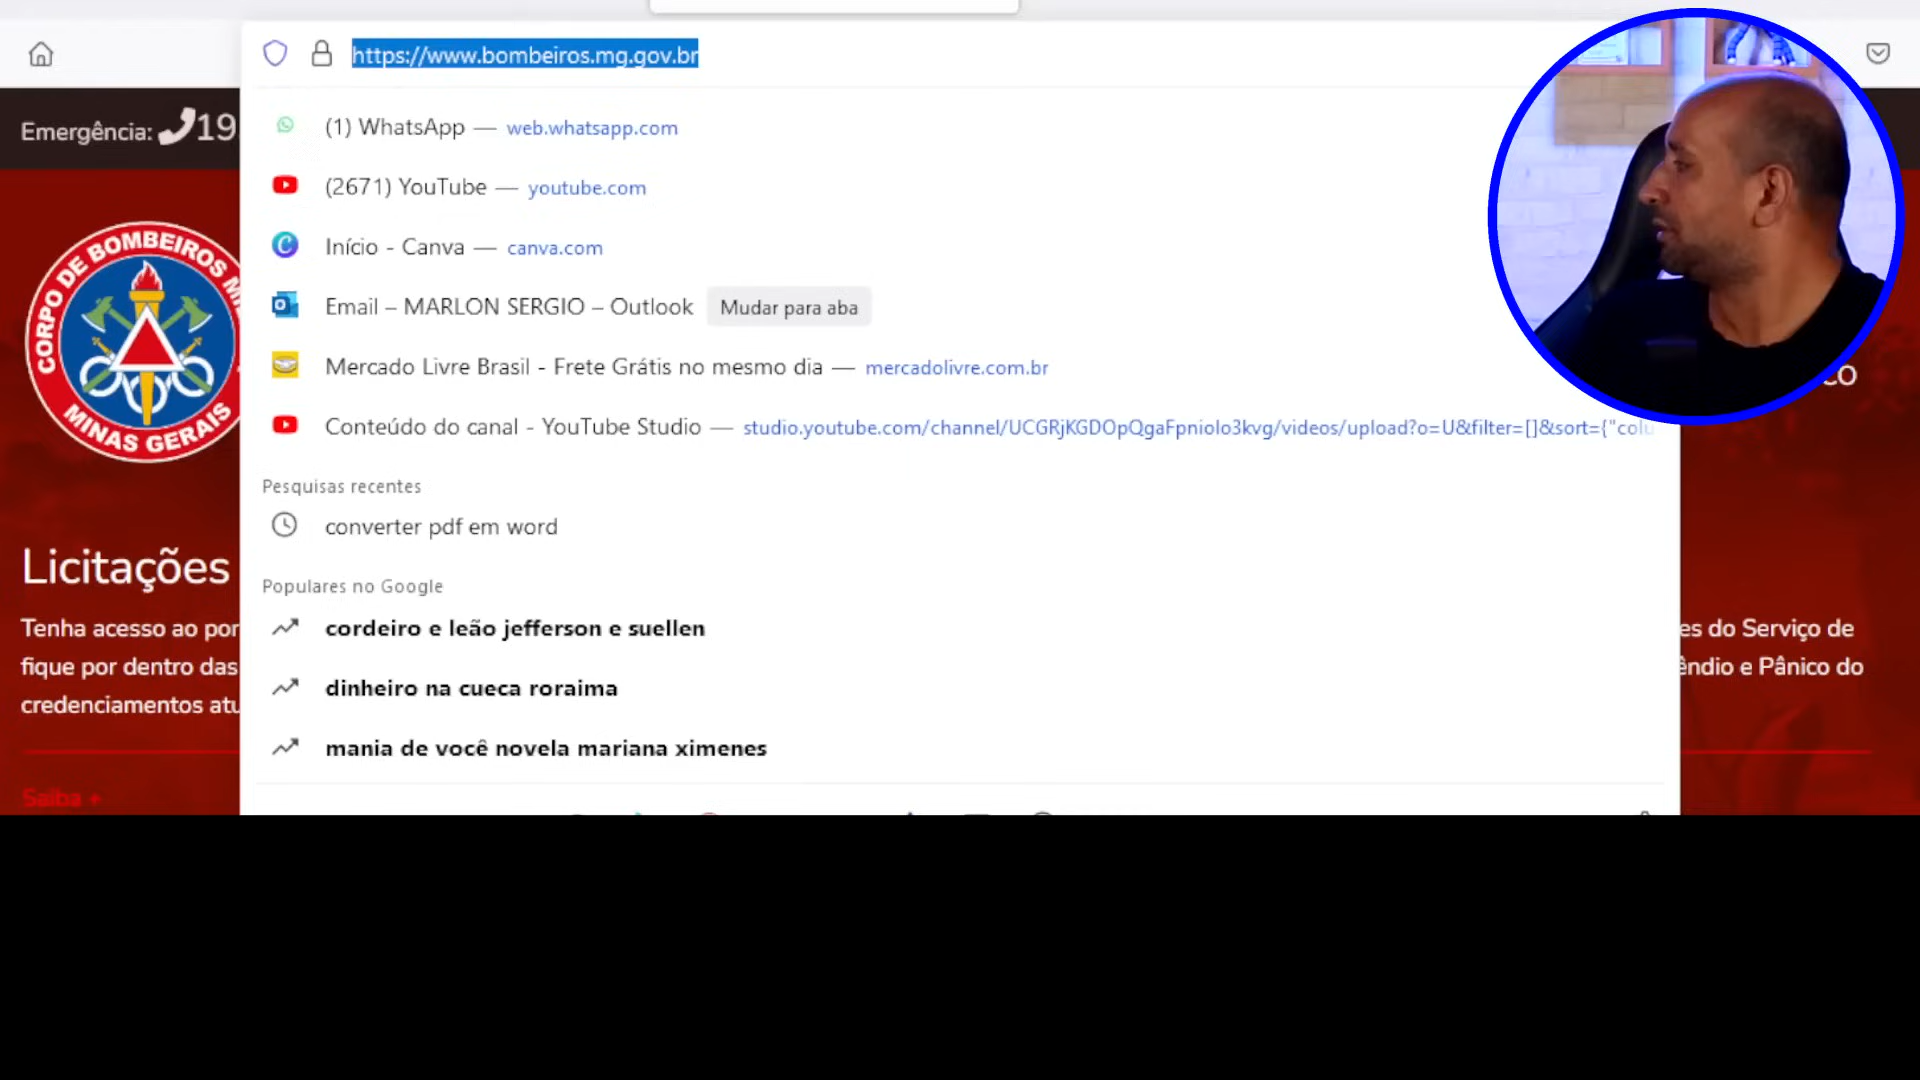 https://www.bombeiros.mg.gov.br
Emergência: 19
(1) WhatsApp — web.whatsapp.com
(2671) YouTube — youtube.com
Início - Canva — canva.com
Email – MARLON SERGIO – Outlook Mudar para aba
Mercado Livre Brasil - Frete Grátis no mesmo dia — mercadolivre.com.br
Conteúdo do canal - YouTube Studio — studio.youtube.com/channel/UCGRjKGDOpQgaFpniolo3kvg/videos/upload?o=U&filter=[]&sort={"colu
CORPO DE BOMBEIROS M
MINAS GERAIS
CO
Pesquisas recentes
converter pdf em word
Populares no Google
cordeiro e leão jefferson e suellen
dinheiro na cueca roraima
mania de você novela mariana ximenes
Licitações
Tenha acesso ao por
fique por dentro das
credenciamentos atu
Saiba +
es do Serviço de
êndio e Pânico do